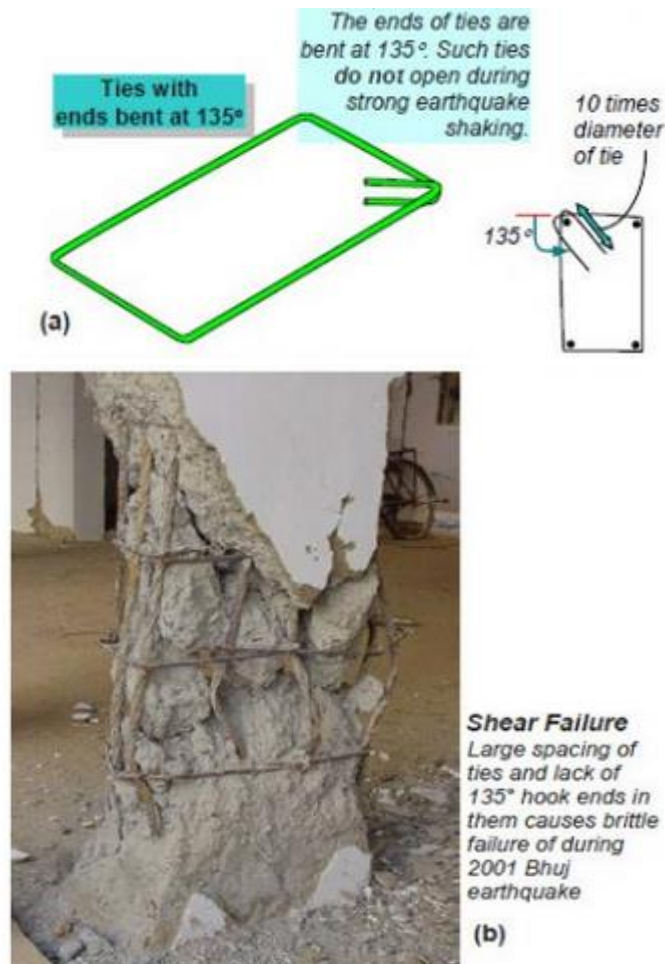 The ends of ties are
bent at 135°. Such ties
do not open during
strong earthquake
shaking.
Ties with
ends bent at 135°
10 times
diameter
of tie
135°
(a)
Shear Failure
Large spacing of
ties and lack of
135° hook ends in
them causes brittle
failure of during
2001 Bhuj
earthquake
(b)